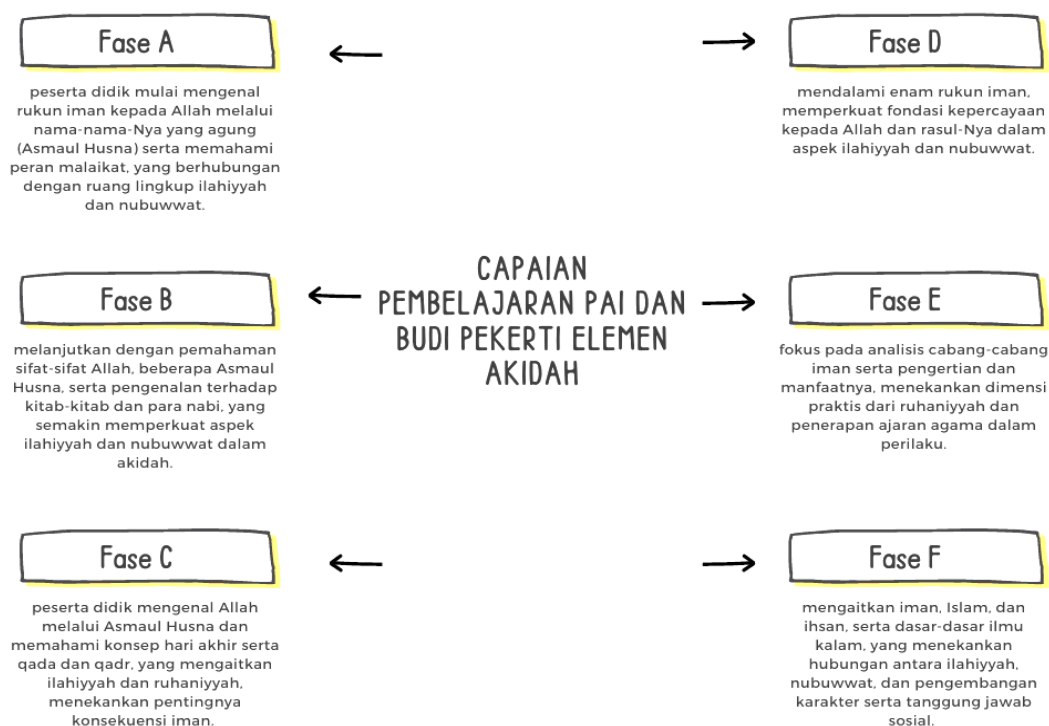 Fase A
peserta didik mulai mengenal
rukun iman kepada Allah melalui
nama-nama-Nya yang agung
(Asmaul Husna) serta memahami
peran malaikat, yang berhubungan
dengan ruang lingkup ilahiyyah
dan nubuwwat.
Fase B
melanjutkan dengan pemahaman
sifat-sifat Allah, beberapa Asmaul
Husna, serta pengenalan terhadap
kitab-kitab dan para nabi, yang
semakin memperkuat aspek
ilahiyyah dan nubuwwat dalam
akidah.
Fase C
peserta didik mengenal Allah
melalui Asmaul Husna dan
memahami konsep hari akhir serta
qada dan qadr, yang mengaitkan
ilahiyyah dan ruhaniyyah,
menekankan pentingnya
konsekuensi iman.
CAPAIAN
PEMBELAJARAN PAI DAN
BUDI PEKERTI ELEMEN
AKIDAH
Fase D
mendalami enam rukun iman,
memperkuat fondasi kepercayaan
kepada Allah dan rasul-Nya dalam
aspek ilahiyyah dan nubuwwat.
Fase E
fokus pada analisis cabang-cabang
iman serta pengertian dan
manfaatnya, menekankan dimensi
praktis dari ruhaniyyah dan
penerapan ajaran agama dalam
perilaku.
Fase F
mengaitkan iman, Islam, dan
ihsan, serta dasar-dasar ilmu
kalam, yang menekankan
hubungan antara ilahiyyah,
nubuwwat, dan pengembangan
karakter serta tanggung jawab
sosial.